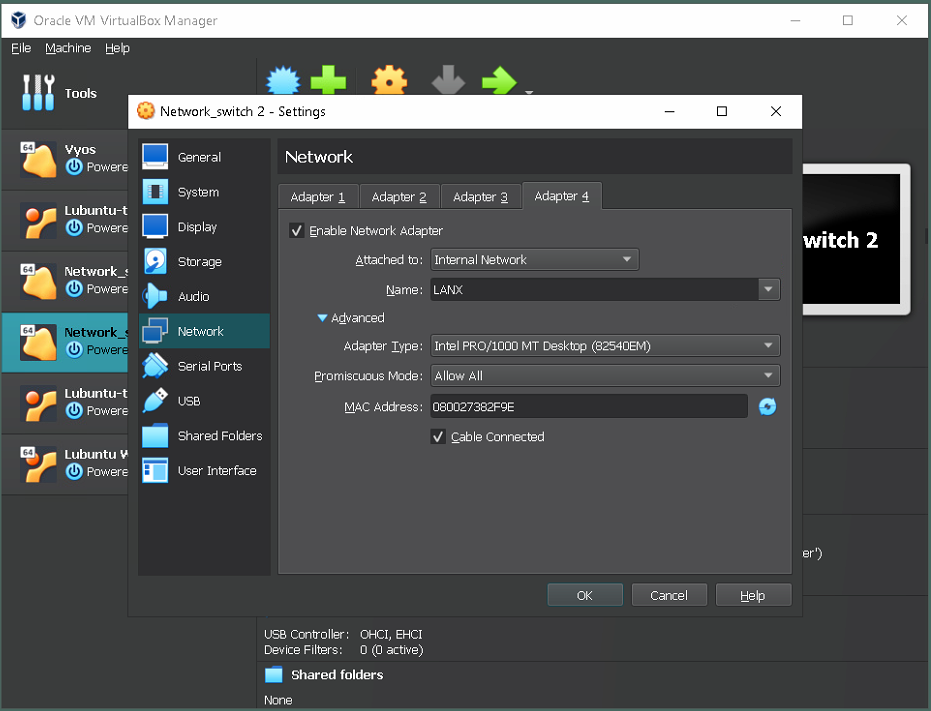 Oracle VM VirtualBox Manager
File Machine Help
Tools
Network_switch 2 - Settings
64
Vyos
Powere
Lubuntu-t
Powere
64
Network_s
Powere
64
Network_s
Powere
Lubuntu-t
Powere
64
Lubuntu W
Powere
General
System
Display
Storage
Audio
Network
Serial Ports
USB
Shared Folders
User Interface
Network
Adapter 1 Adapter 2 Adapter 3 Adapter 4
Enable Network Adapter
Attached to: Internal Network
Name: LANX
Advanced
Adapter Type: Intel PRO/1000 MT Desktop (82540EM)
Promiscuous Mode: Allow All
MAC Address: 080027382F9E
Cable Connected
OK Cancel Help
witch 2
er')
USB Controller: OHCI, EHCI
Device Filters: 0 (0 active)
Shared folders
None